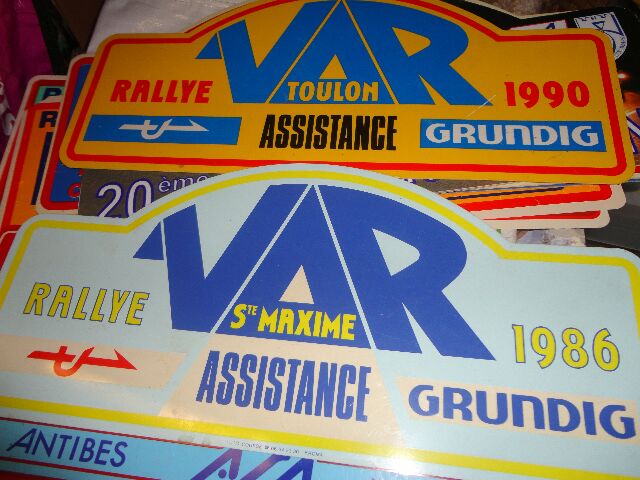 VAR
RALLYE TOULON 1990
ASSISTANCE GRUNDIG
20ème
VAR
RALLYE STE MAXIME 1986
ASSISTANCE GRUNDIG
ANTIBES